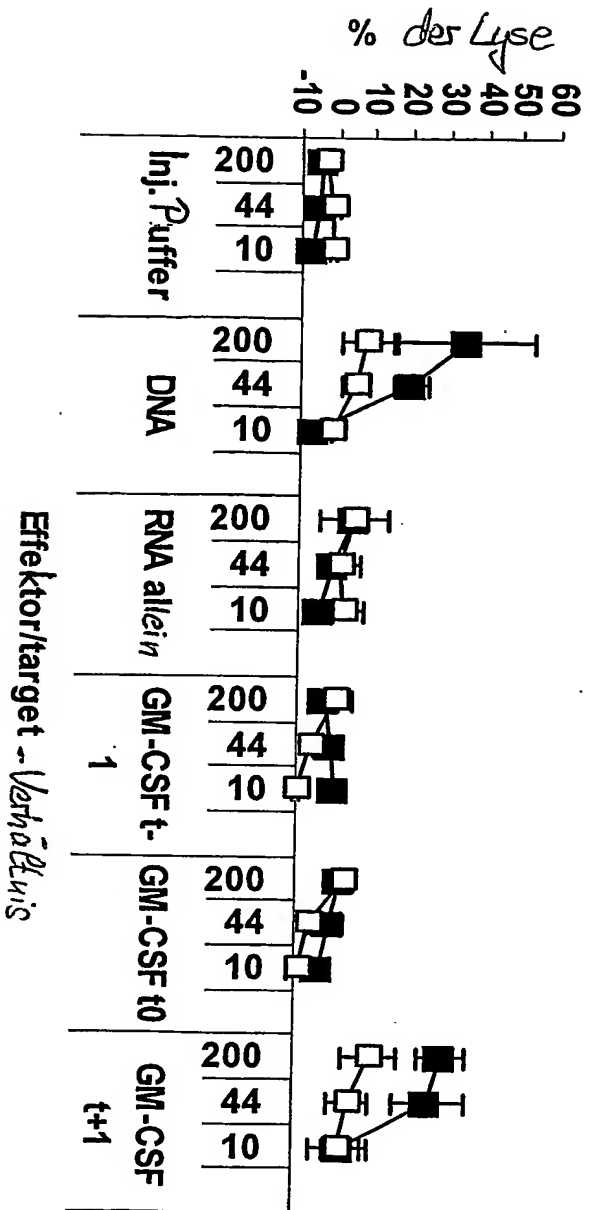 % der Lyse
60
50
40
30
20
10
0
-10
200 44 10 200 44 10 200 44 10 200 44 10 200 44 10 200 44 10
Inj. Puffer DNA RNA allein GM-CSF t- GM-CSF t0 GM-CSF
1 t+1
Effektor/target - Verhältnis